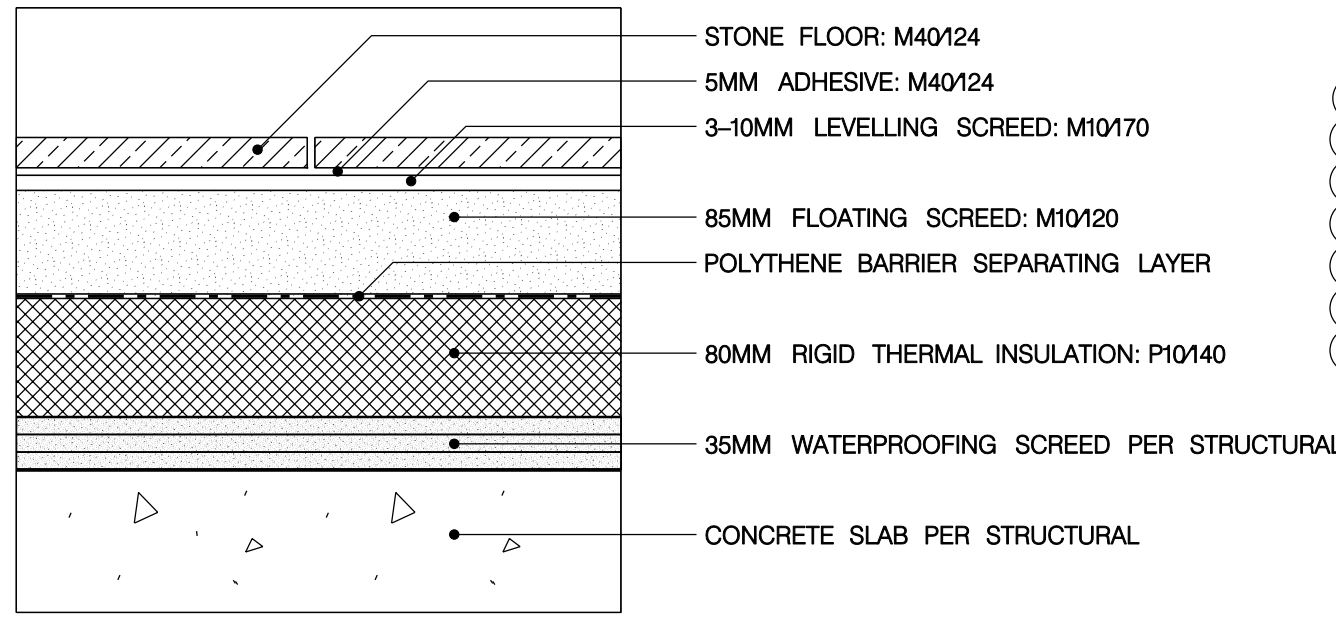 STONE FLOOR: M40/124
5MM ADHESIVE: M40/124
3–10MM LEVELLING SCREED: M10/170
85MM FLOATING SCREED: M10/120
POLYTHENE BARRIER SEPARATING LAYER
80MM RIGID THERMAL INSULATION: P10/140
35MM WATERPROOFING SCREED PER STRUCTURAL
CONCRETE SLAB PER STRUCTURAL